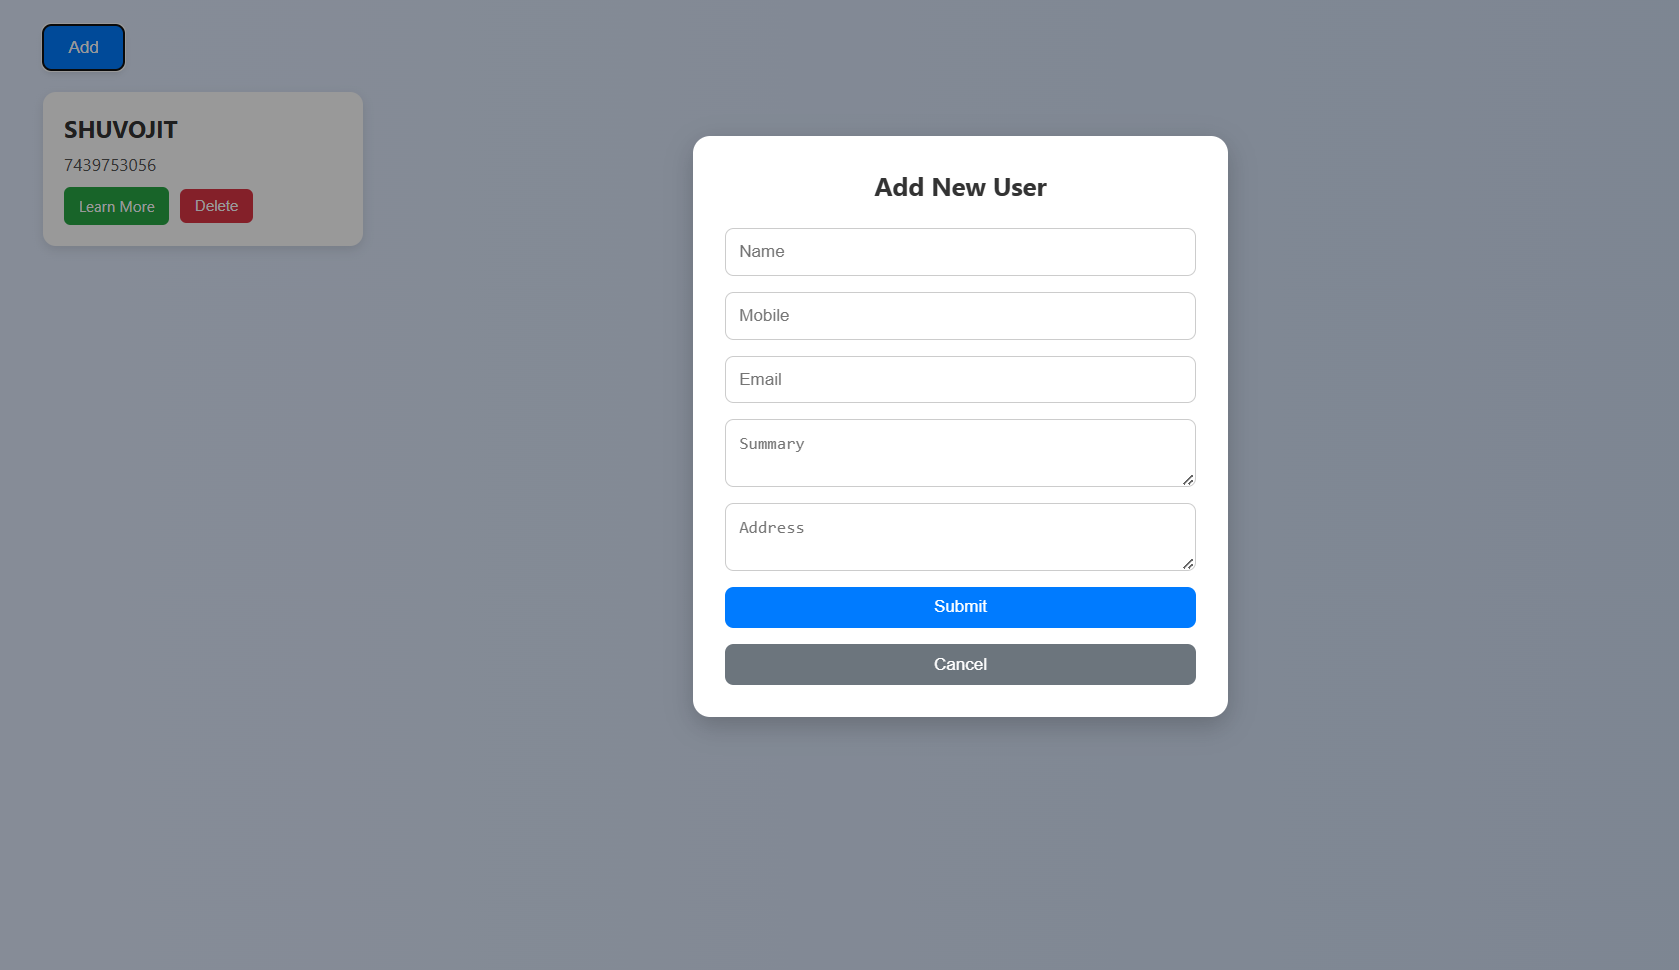 Add
SHUVOJIT
7439753056
Learn More
Delete
Add New User
Name
Mobile
Email
Summary
Address
Submit
Cancel